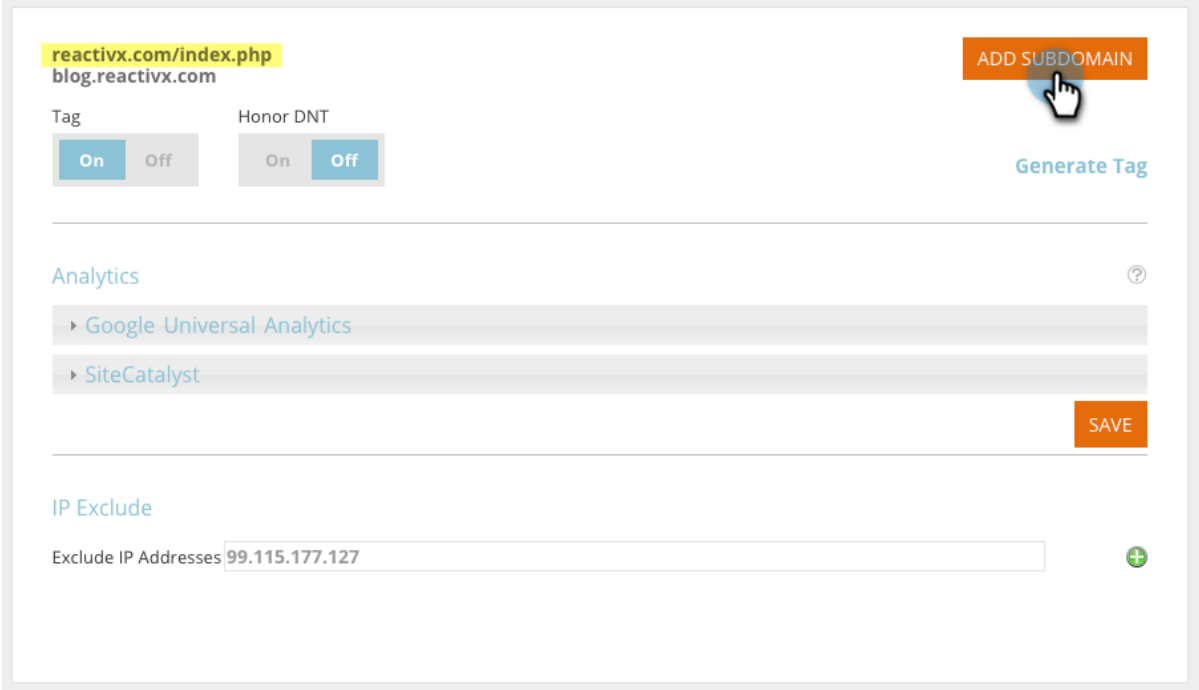 reactivx.com/index.php
ADD SUBDOMAIN
blog.reactivx.com
Tag
Honor DNT
On Off
On Off
Generate Tag
Analytics
?
Google Universal Analytics
SiteCatalyst
SAVE
IP Exclude
Exclude IP Addresses 99.115.177.127